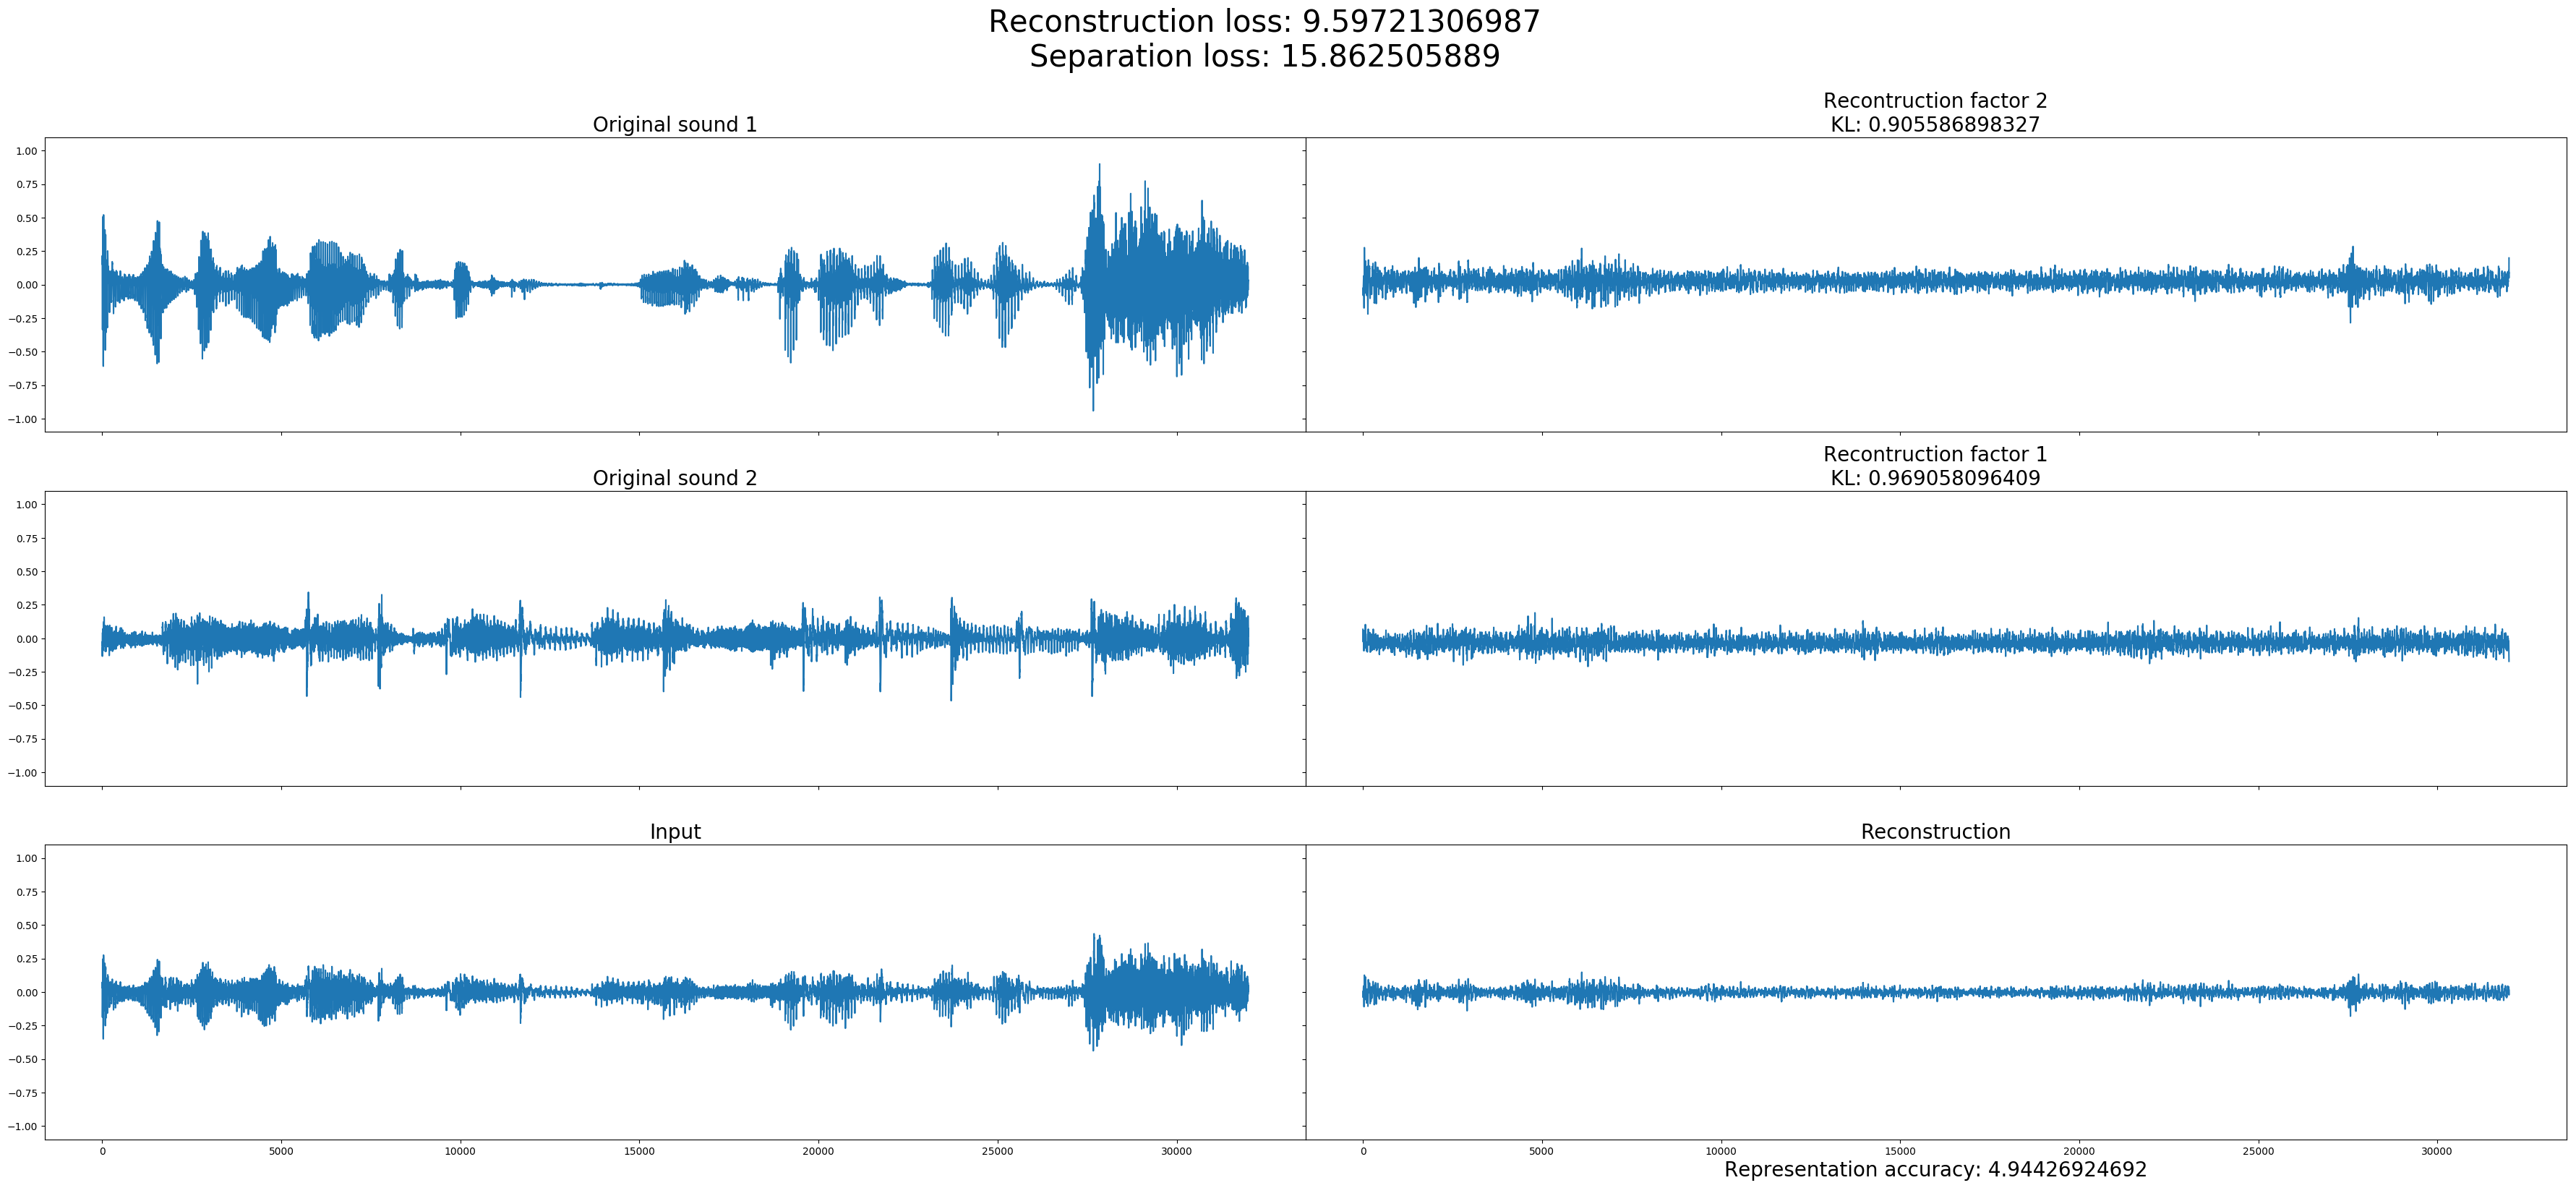 Reconstruction loss: 9.59721306987
Separation loss: 15.862505889
Original sound 1
Recontruction factor 2
KL: 0.905586898327
1.00
0.75
0.50
0.25
0.00
−0.25
−0.50
−0.75
−1.00
Original sound 2
Recontruction factor 1
KL: 0.969058096409
1.00
0.75
0.50
0.25
0.00
−0.25
−0.50
−0.75
−1.00
Input
Reconstruction
1.00
0.75
0.50
0.25
0.00
−0.25
−0.50
−0.75
−1.00
0 5000 10000 15000 20000 25000 30000
0 5000 10000 15000 20000 25000 30000
Representation accuracy: 4.94426924692